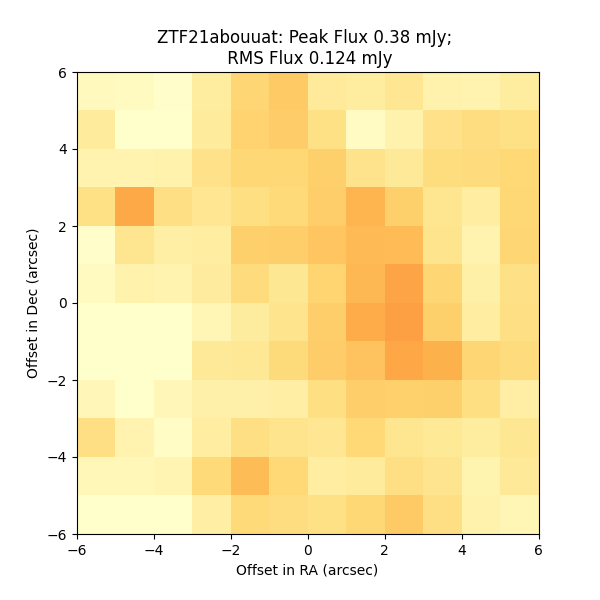 ZTF21abouuat: Peak Flux 0.38 mJy;
RMS Flux 0.124 mJy
6
4
2
0
−2
−4
−6
Offset in Dec (arcsec)
−6 −4 −2 0 2 4 6
Offset in RA (arcsec)